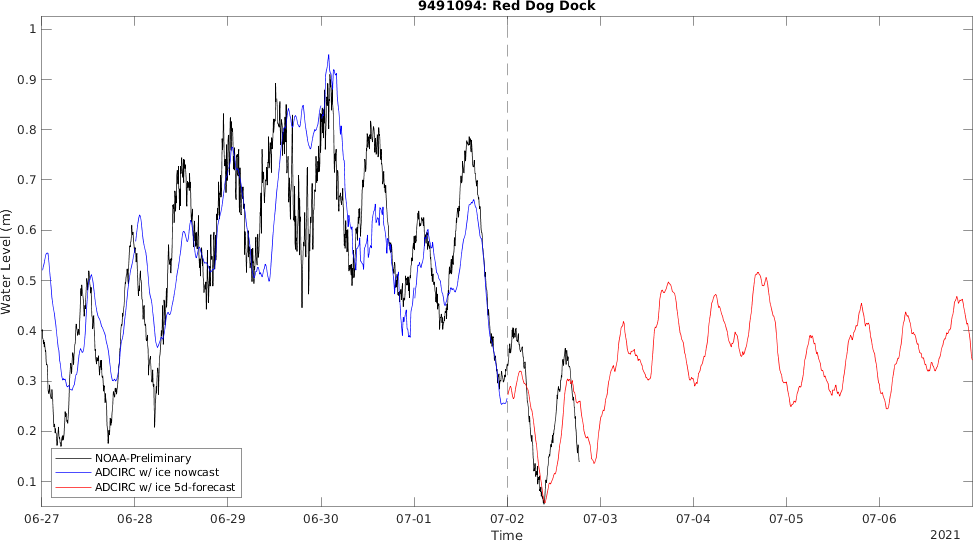 9491094: Red Dog Dock
Water Level (m)
1
0.9
0.8
0.7
0.6
0.5
0.4
0.3
0.2
0.1
NOAA-Preliminary
ADCIRC w/ ice nowcast
ADCIRC w/ ice 5d-forecast
06-27 06-28 06-29 06-30 07-01 07-02 07-03 07-04 07-05 07-06
Time
2021